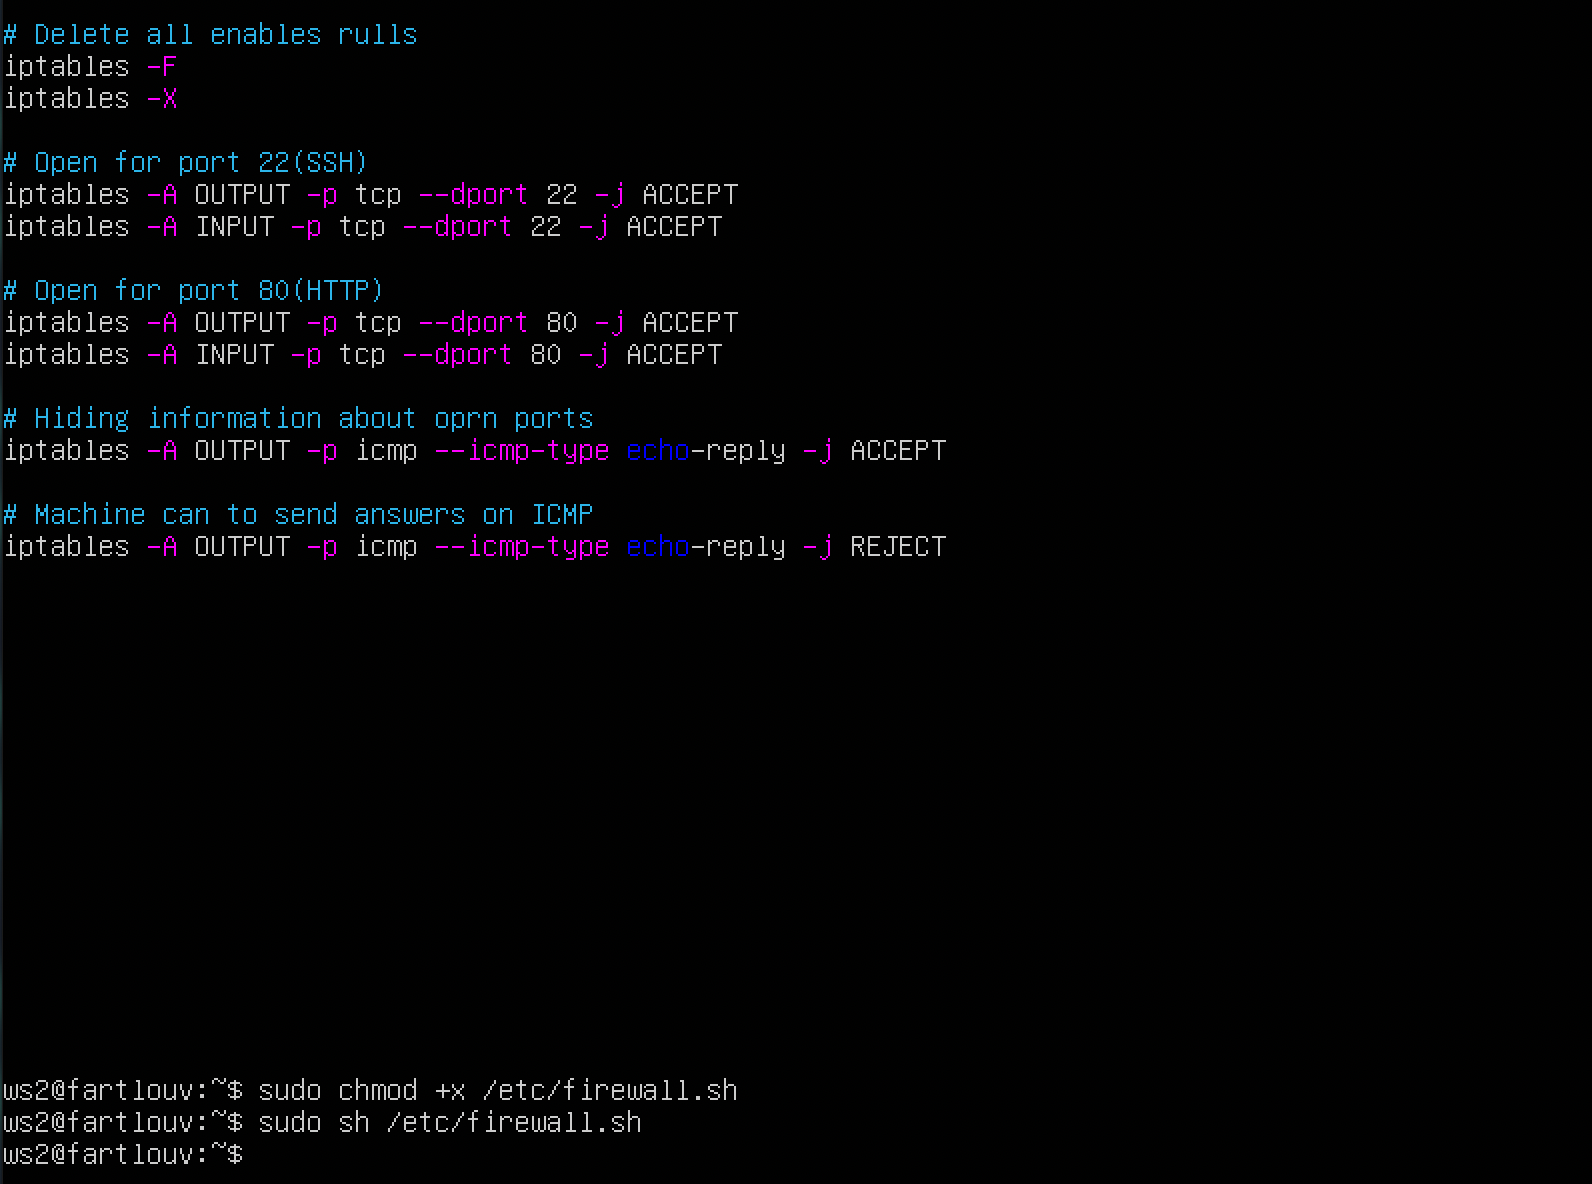 # Delete all enables rulls
iptables -F
iptables -X
# Open for port 22(SSH)
iptables -A OUTPUT -p tcp --dport 22 -j ACCEPT
iptables -A INPUT -p tcp --dport 22 -j ACCEPT
# Open for port 80(HTTP)
iptables -A OUTPUT -p tcp --dport 80 -j ACCEPT
iptables -A INPUT -p tcp --dport 80 -j ACCEPT
# Hiding information about oprn ports
iptables -A OUTPUT -p icmp --icmp-type echo-reply -j ACCEPT
# Machine can to send answers on ICMP
iptables -A OUTPUT -p icmp --icmp-type echo-reply -j REJECT
ws2@fartlouv:~$ sudo chmod +x /etc/firewall.sh
ws2@fartlouv:~$ sudo sh /etc/firewall.sh
ws2@fartlouv:~$